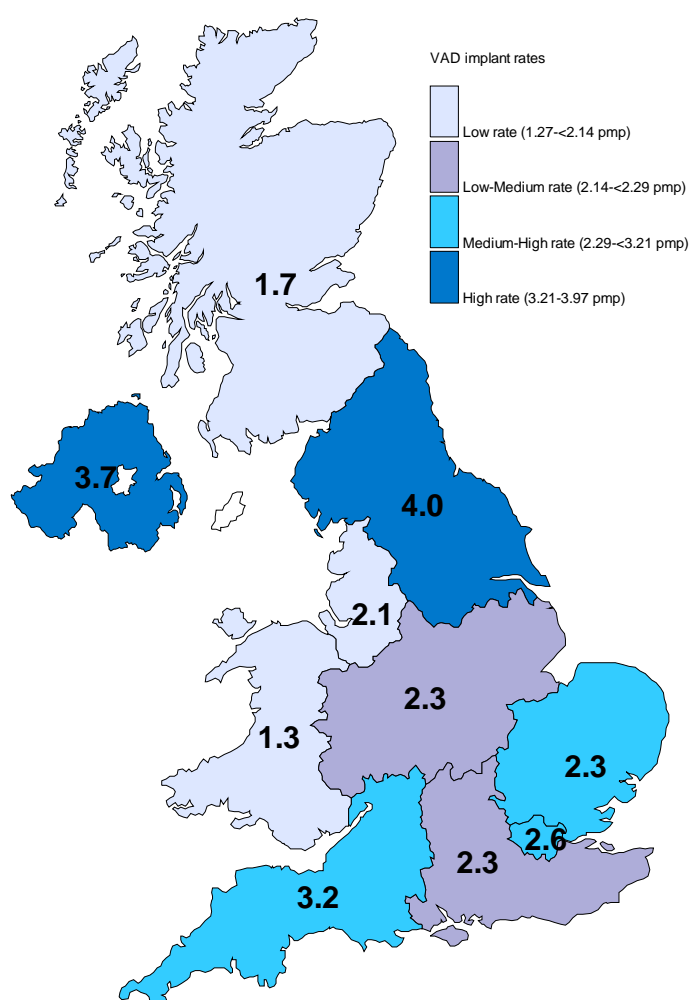 VAD implant rates
Low rate (1.27-<2.14 pmp)
Low-Medium rate (2.14-<2.29 pmp)
Medium-High rate (2.29-<3.21 pmp)
High rate (3.21-3.97 pmp)
1.7
3.7
4.0
2.1
2.3
1.3
2.3
2.6
2.3
3.2